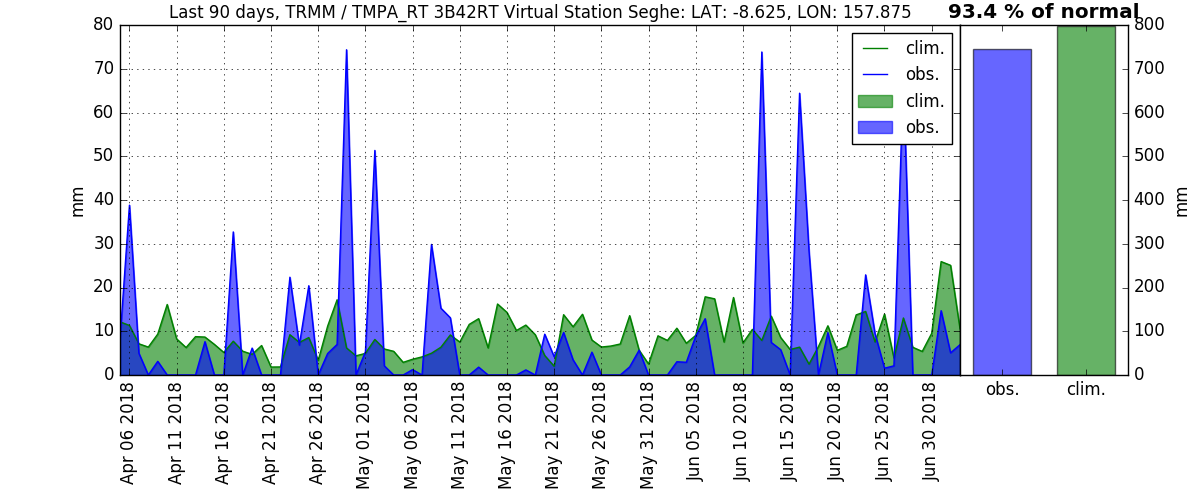 Last 90 days, TRMM / TMPA_RT 3B42RT Virtual Station Seghe: LAT: -8.625, LON: 157.875
93.4 % of normal
80
70
60
50
40
30
20
10
0
mm
clim.
obs.
clim.
obs.
800
700
600
500
400
300
200
100
0
mm
Apr 06 2018
Apr 11 2018
Apr 16 2018
Apr 21 2018
Apr 26 2018
May 01 2018
May 06 2018
May 11 2018
May 16 2018
May 21 2018
May 26 2018
May 31 2018
Jun 05 2018
Jun 10 2018
Jun 15 2018
Jun 20 2018
Jun 25 2018
Jun 30 2018
obs.
clim.